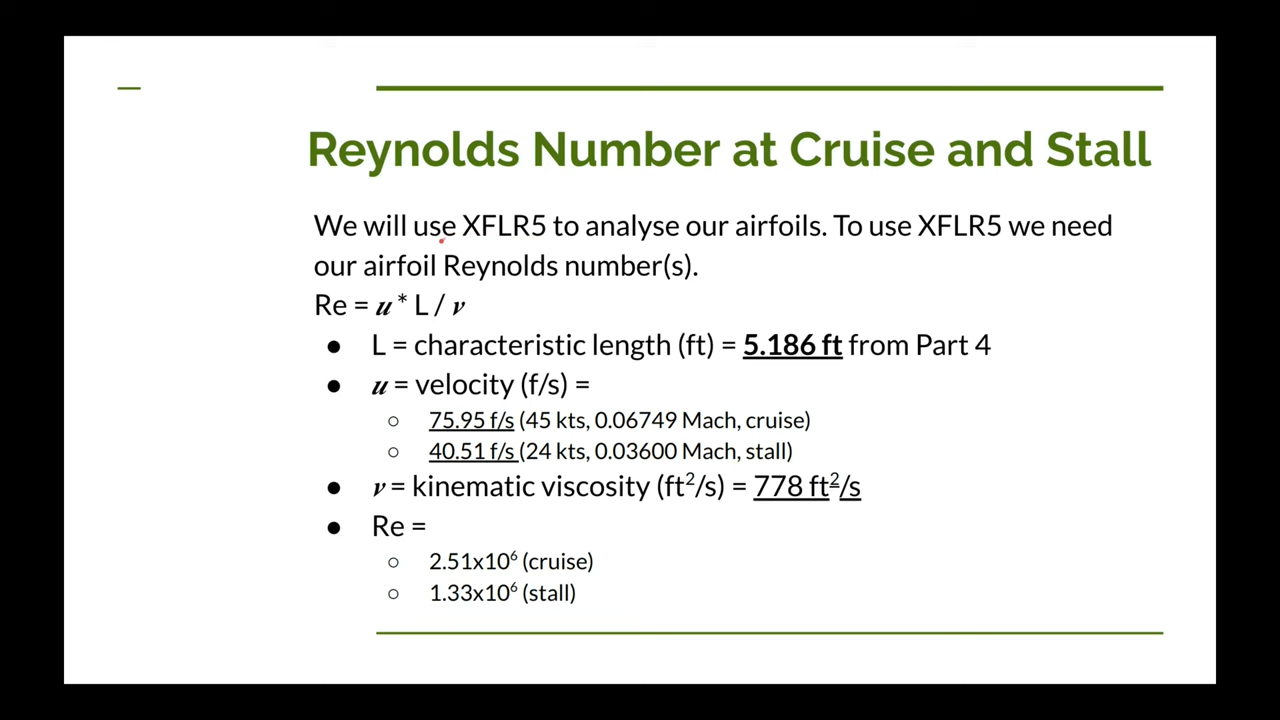 Reynolds Number at Cruise and Stall
We will use XFLR5 to analyse our airfoils. To use XFLR5 we need
our airfoil Reynolds number(s).
Re = 𝒖 * L / 𝒗
● L = characteristic length (ft) = 5.186 ft from Part 4
● 𝒖 = velocity (f/s) =
○ 75.95 f/s (45 kts, 0.06749 Mach, cruise)
○ 40.51 f/s (24 kts, 0.03600 Mach, stall)
● 𝒗 = kinematic viscosity (ft²/s) = 778 ft²/s
● Re =
○ 2.51x10⁶ (cruise)
○ 1.33x10⁶ (stall)